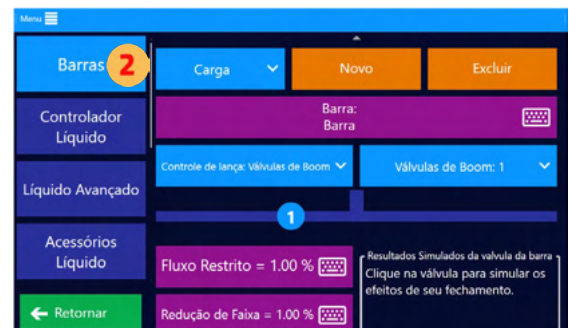 Menu
Barras 2
Carga
Novo
Excluir
Barra:
Barra
Controlador
Líquido
Controle de lança: Válvulas de Boom
Válvulas de Boom: 1
Líquido Avançado
1
Acessórios
Líquido
Fluxo Restrito = 1.00 %
Resultados Simulados da valvula da barra
Clique na válvula para simular os
efeitos de seu fechamento.
Retornar
Redução de Faixa = 1.00 %